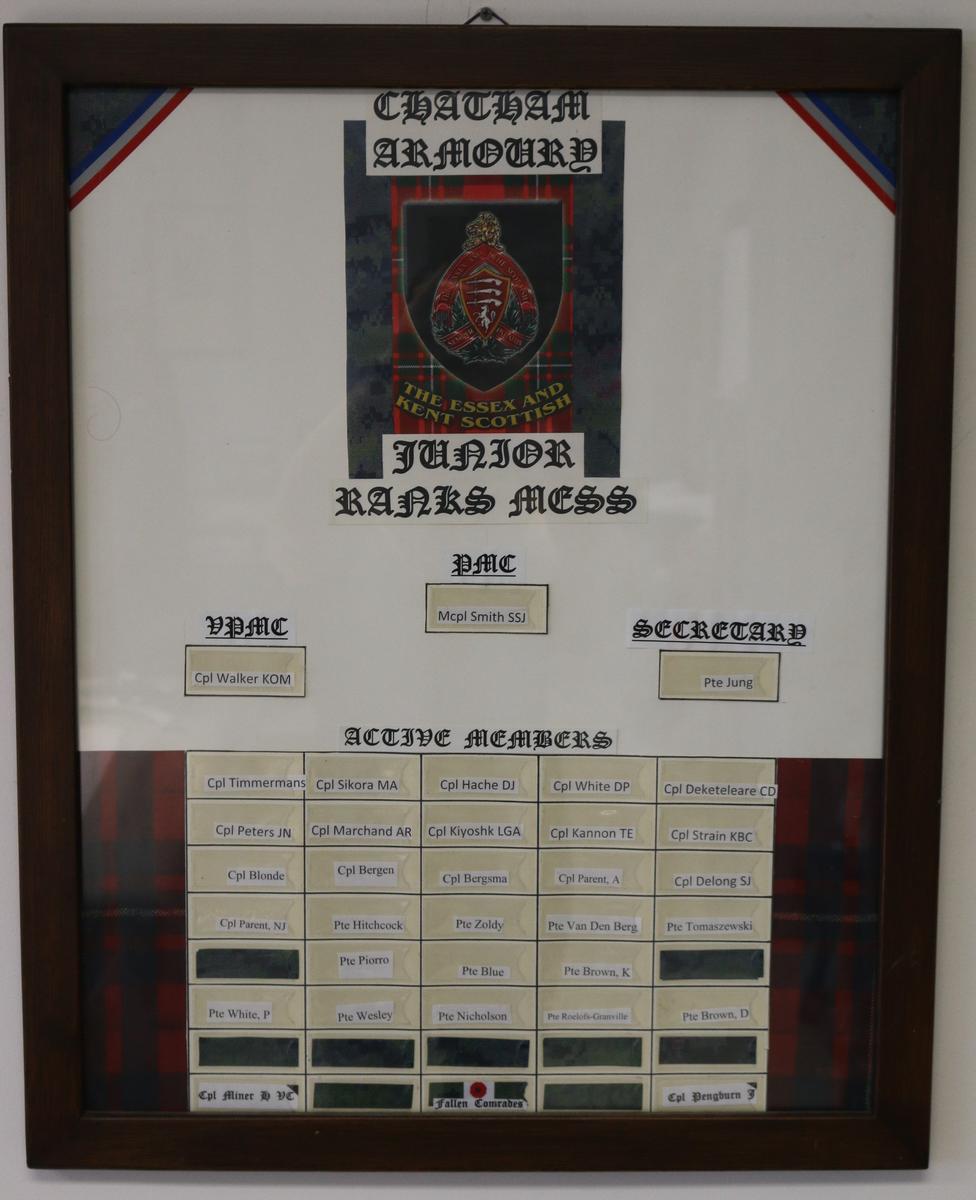 CHATHAM
ARMOURY
THE ESSEX AND
KENT SCOTTISH
JUNIOR
RANKS MESS
PMC
Mcpl Smith SSJ
VPMC
Cpl Walker KOM
SECRETARY
Pte Jung
ACTIVE MEMBERS
Cpl Timmermans Cpl Sikora MA Cpl Hache DJ Cpl White DP Cpl Deketeleare CD
Cpl Peters JN Cpl Marchand AR Cpl Kiyoshk LGA Cpl Kannon TE Cpl Strain KBC
Cpl Blonde Cpl Bergen Cpl Bergsma Cpl Parent, A Cpl Delong SJ
Cpl Parent, NJ Pte Hitchcock Pte Zoldy Pte Van Den Berg Pte Tomaszewski
Pte Piorro Pte Blue Pte Brown, K
Pte White, P Pte Wesley Pte Nicholson Pte Roelofs-Granville Pte Brown, D
Cpl Miner H VC Fallen Comrades Cpl Pengburn J